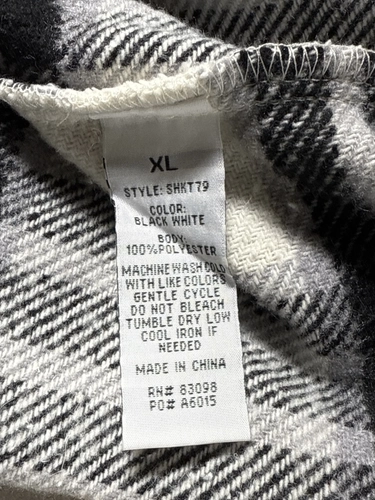 XL
STYLE: SHKT79
COLOR:
BLACK WHITE
BODY:
100%POLYESTER
MACHINE WASH COLD
WITH LIKE COLORS
GENTLE CYCLE
DO NOT BLEACH
TUMBLE DRY LOW
COOL IRON IF
NEEDED
MADE IN CHINA
RN# 83098
PO# A6015